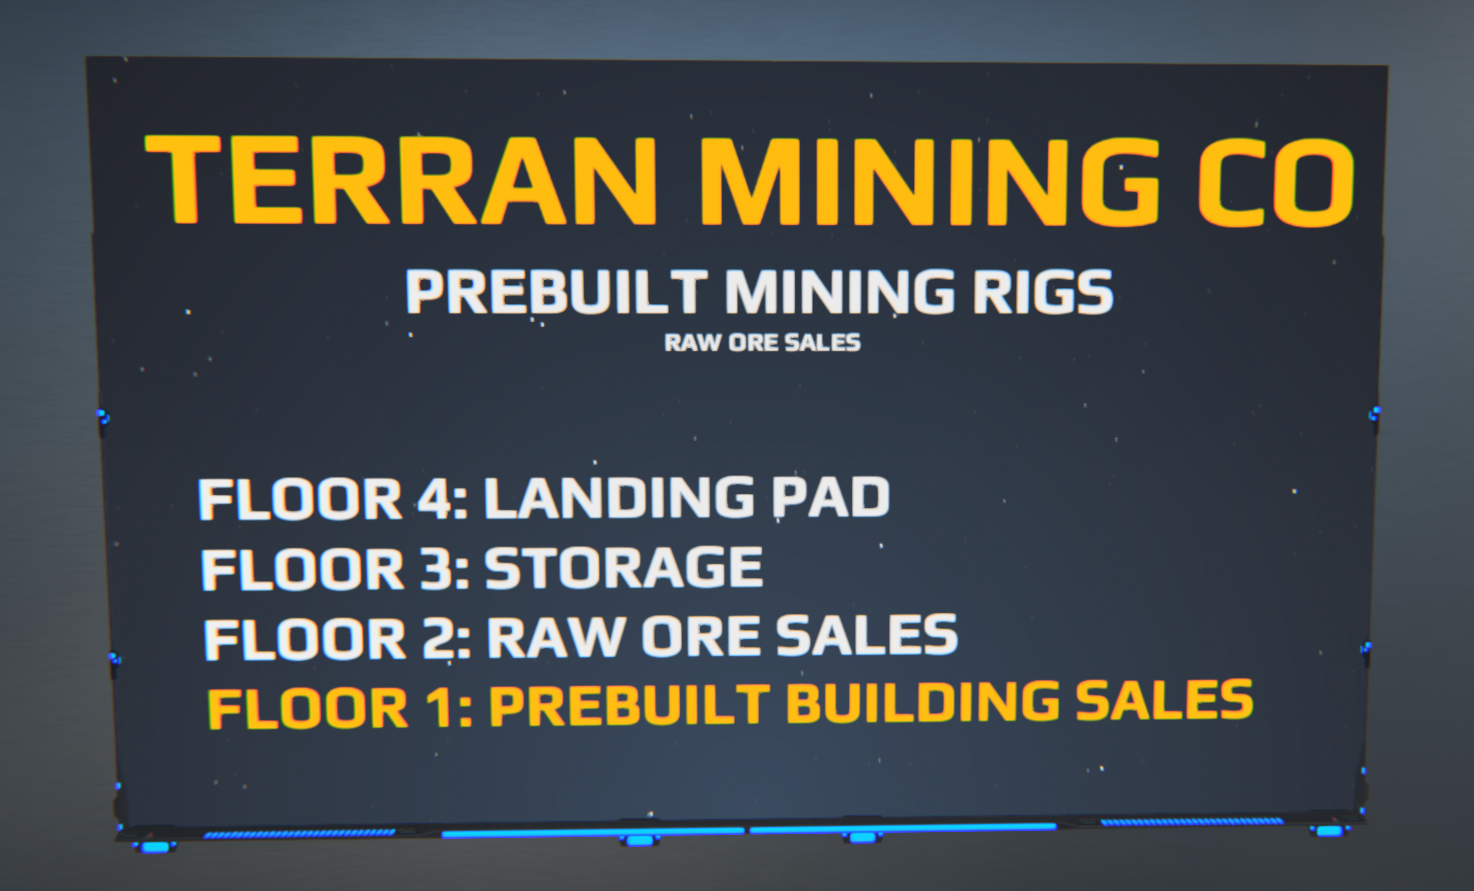 TERRAN MINING CO
PREBUILT MINING RIGS
RAW ORE SALES
FLOOR 4: LANDING PAD
FLOOR 3: STORAGE
FLOOR 2: RAW ORE SALES
FLOOR 1: PREBUILT BUILDING SALES